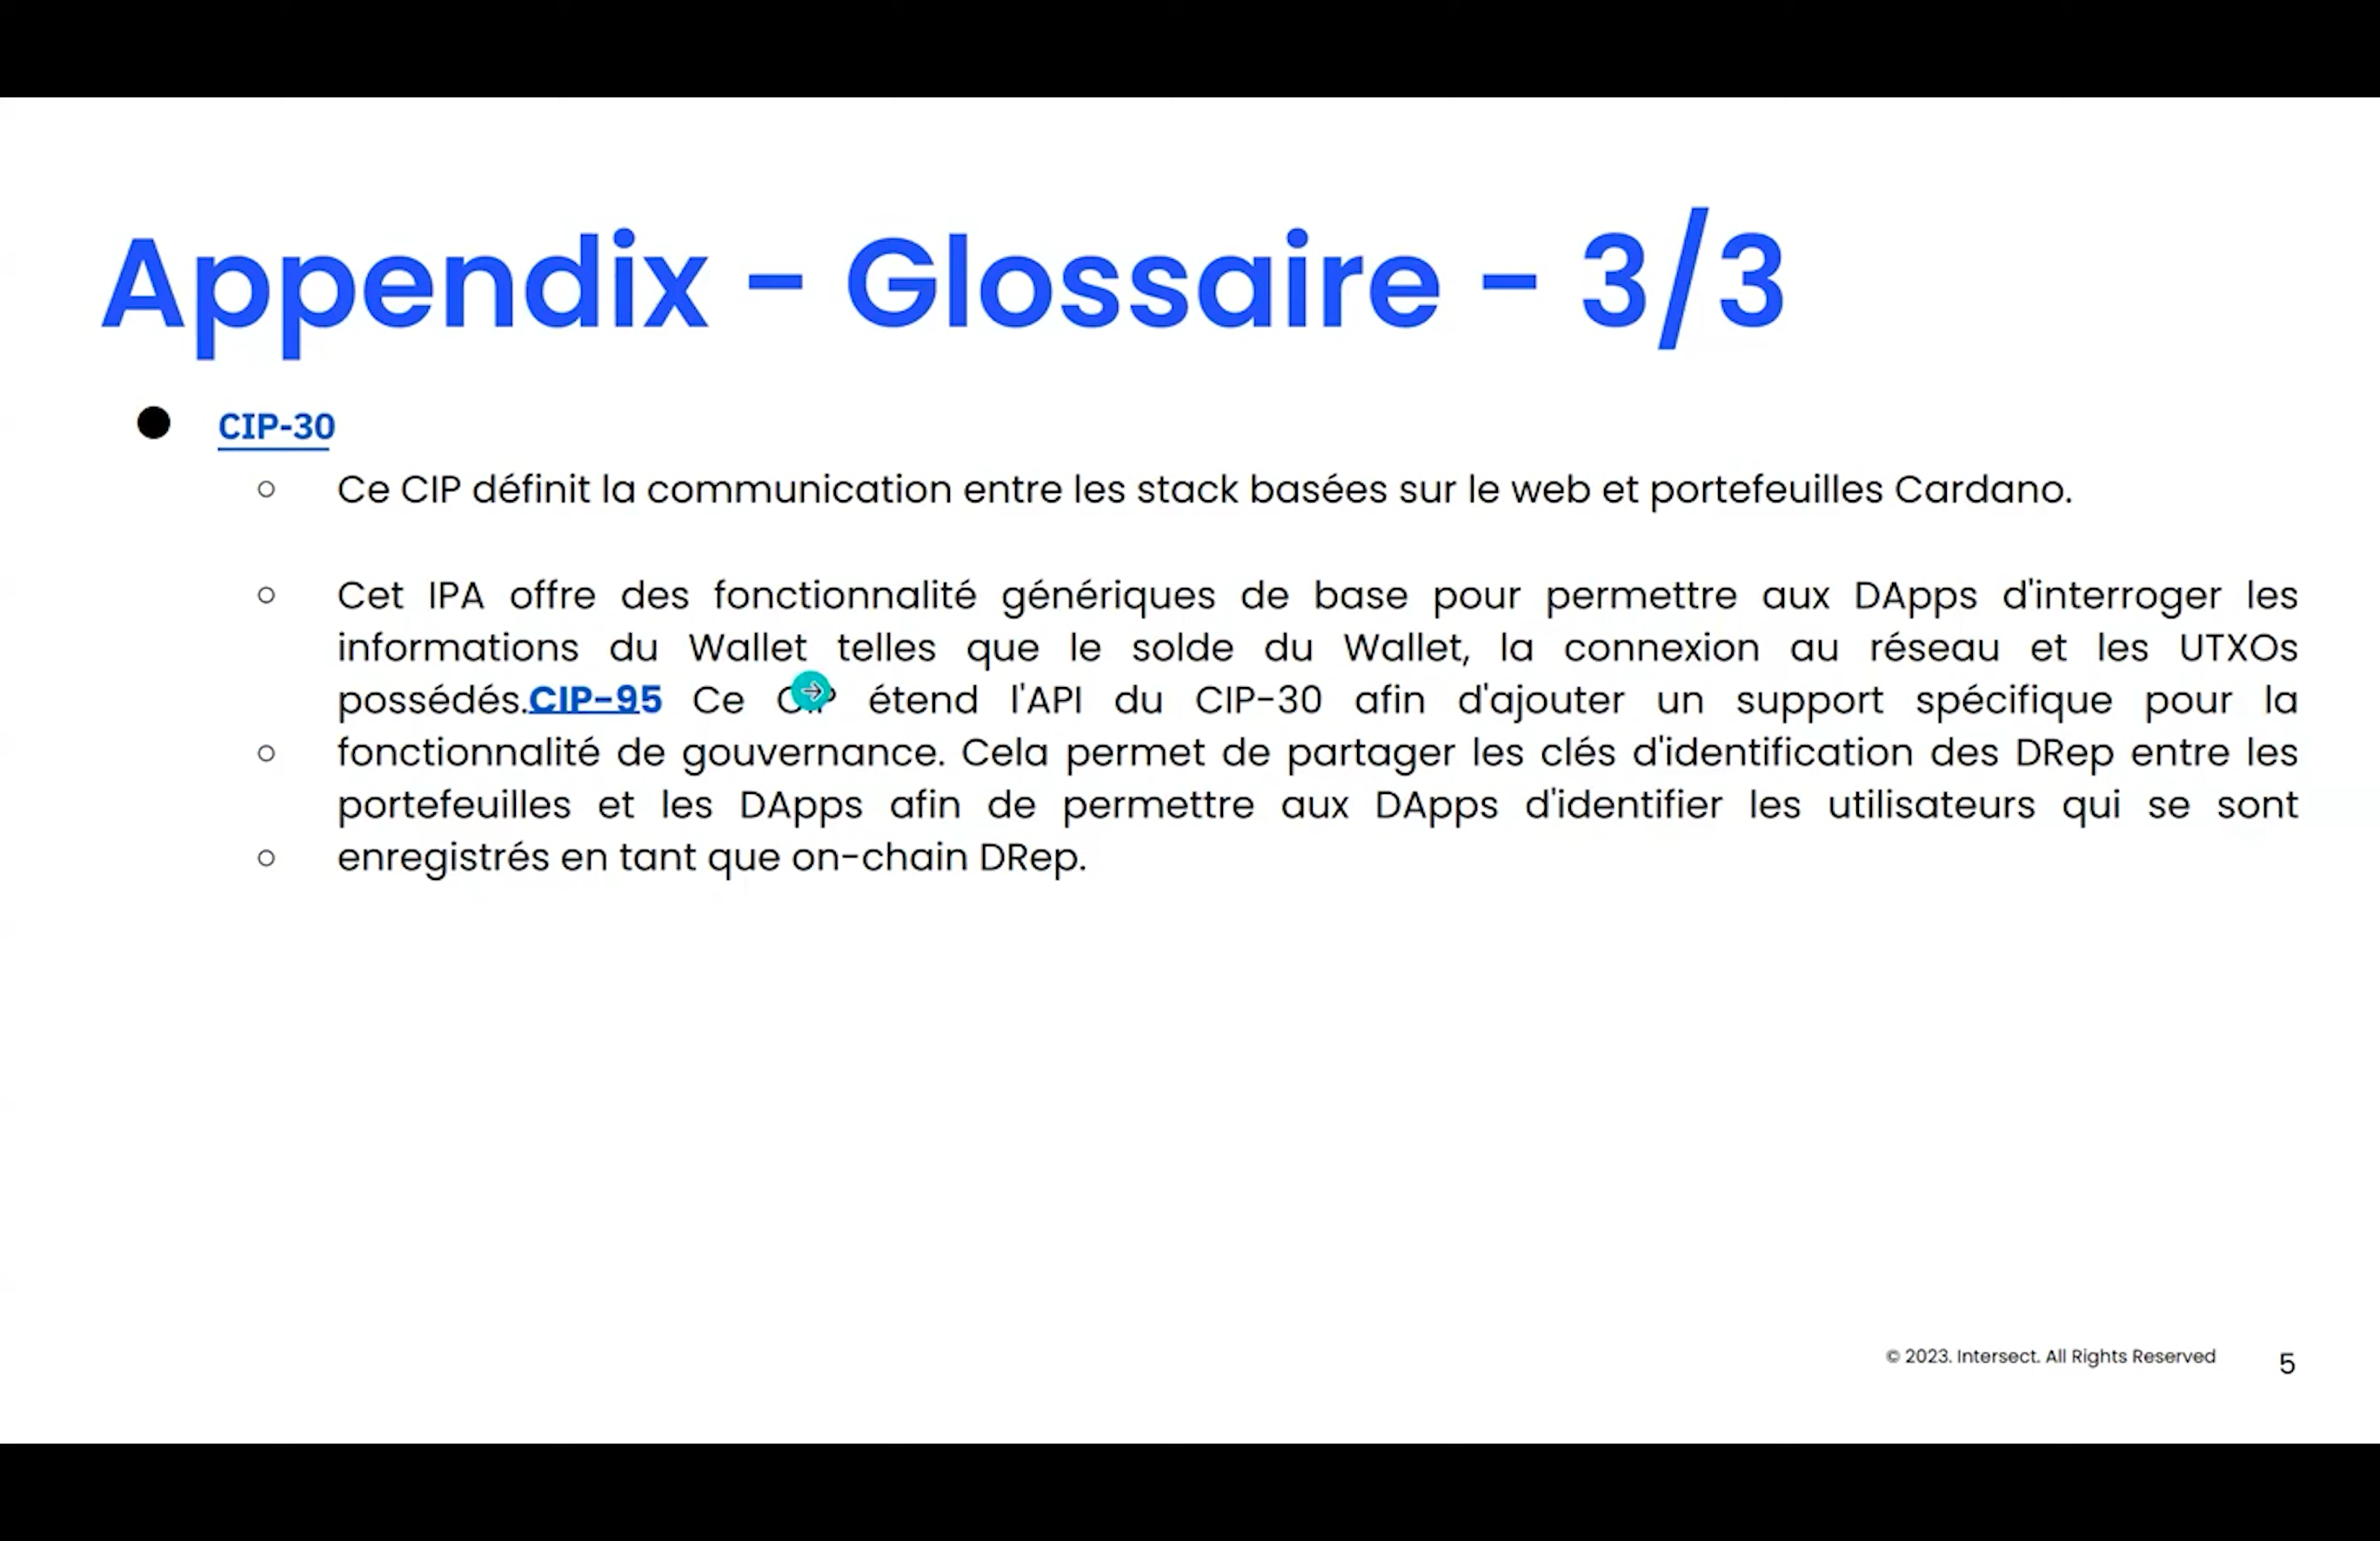 Appendix - Glossaire - 3/3
● CIP-30
○ Ce CIP définit la communication entre les stack basées sur le web et portefeuilles Cardano.
○ Cet IPA offre des fonctionnalité génériques de base pour permettre aux DApps d'interroger les
informations du Wallet telles que le solde du Wallet, la connexion au réseau et les UTXOs
possédés.CIP-95 Ce CIP étend l'API du CIP-30 afin d'ajouter un support spécifique pour la
○ fonctionnalité de gouvernance. Cela permet de partager les clés d'identification des DRep entre les
portefeuilles et les DApps afin de permettre aux DApps d'identifier les utilisateurs qui se sont
○ enregistrés en tant que on-chain DRep.
© 2023. Intersect. All Rights Reserved
5